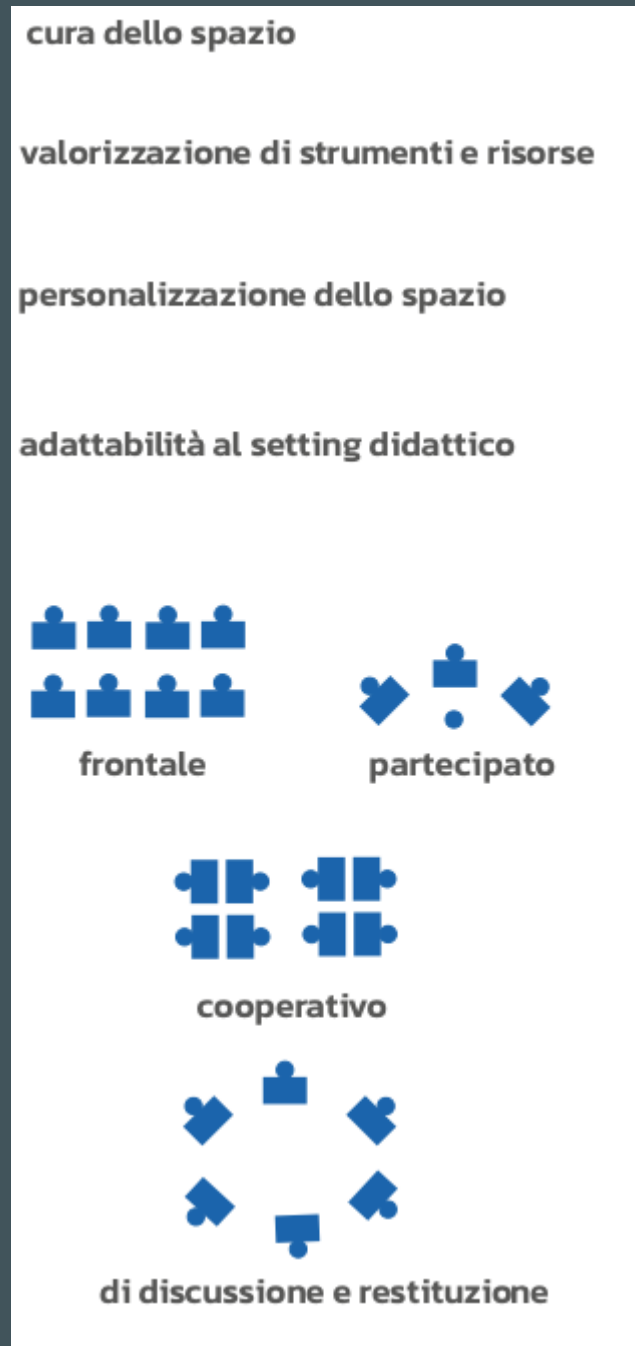 cura dello spazio
valorizzazione di strumenti e risorse
personalizzazione dello spazio
adattabilità al setting didattico
frontale
partecipato
cooperativo
di discussione e restituzione